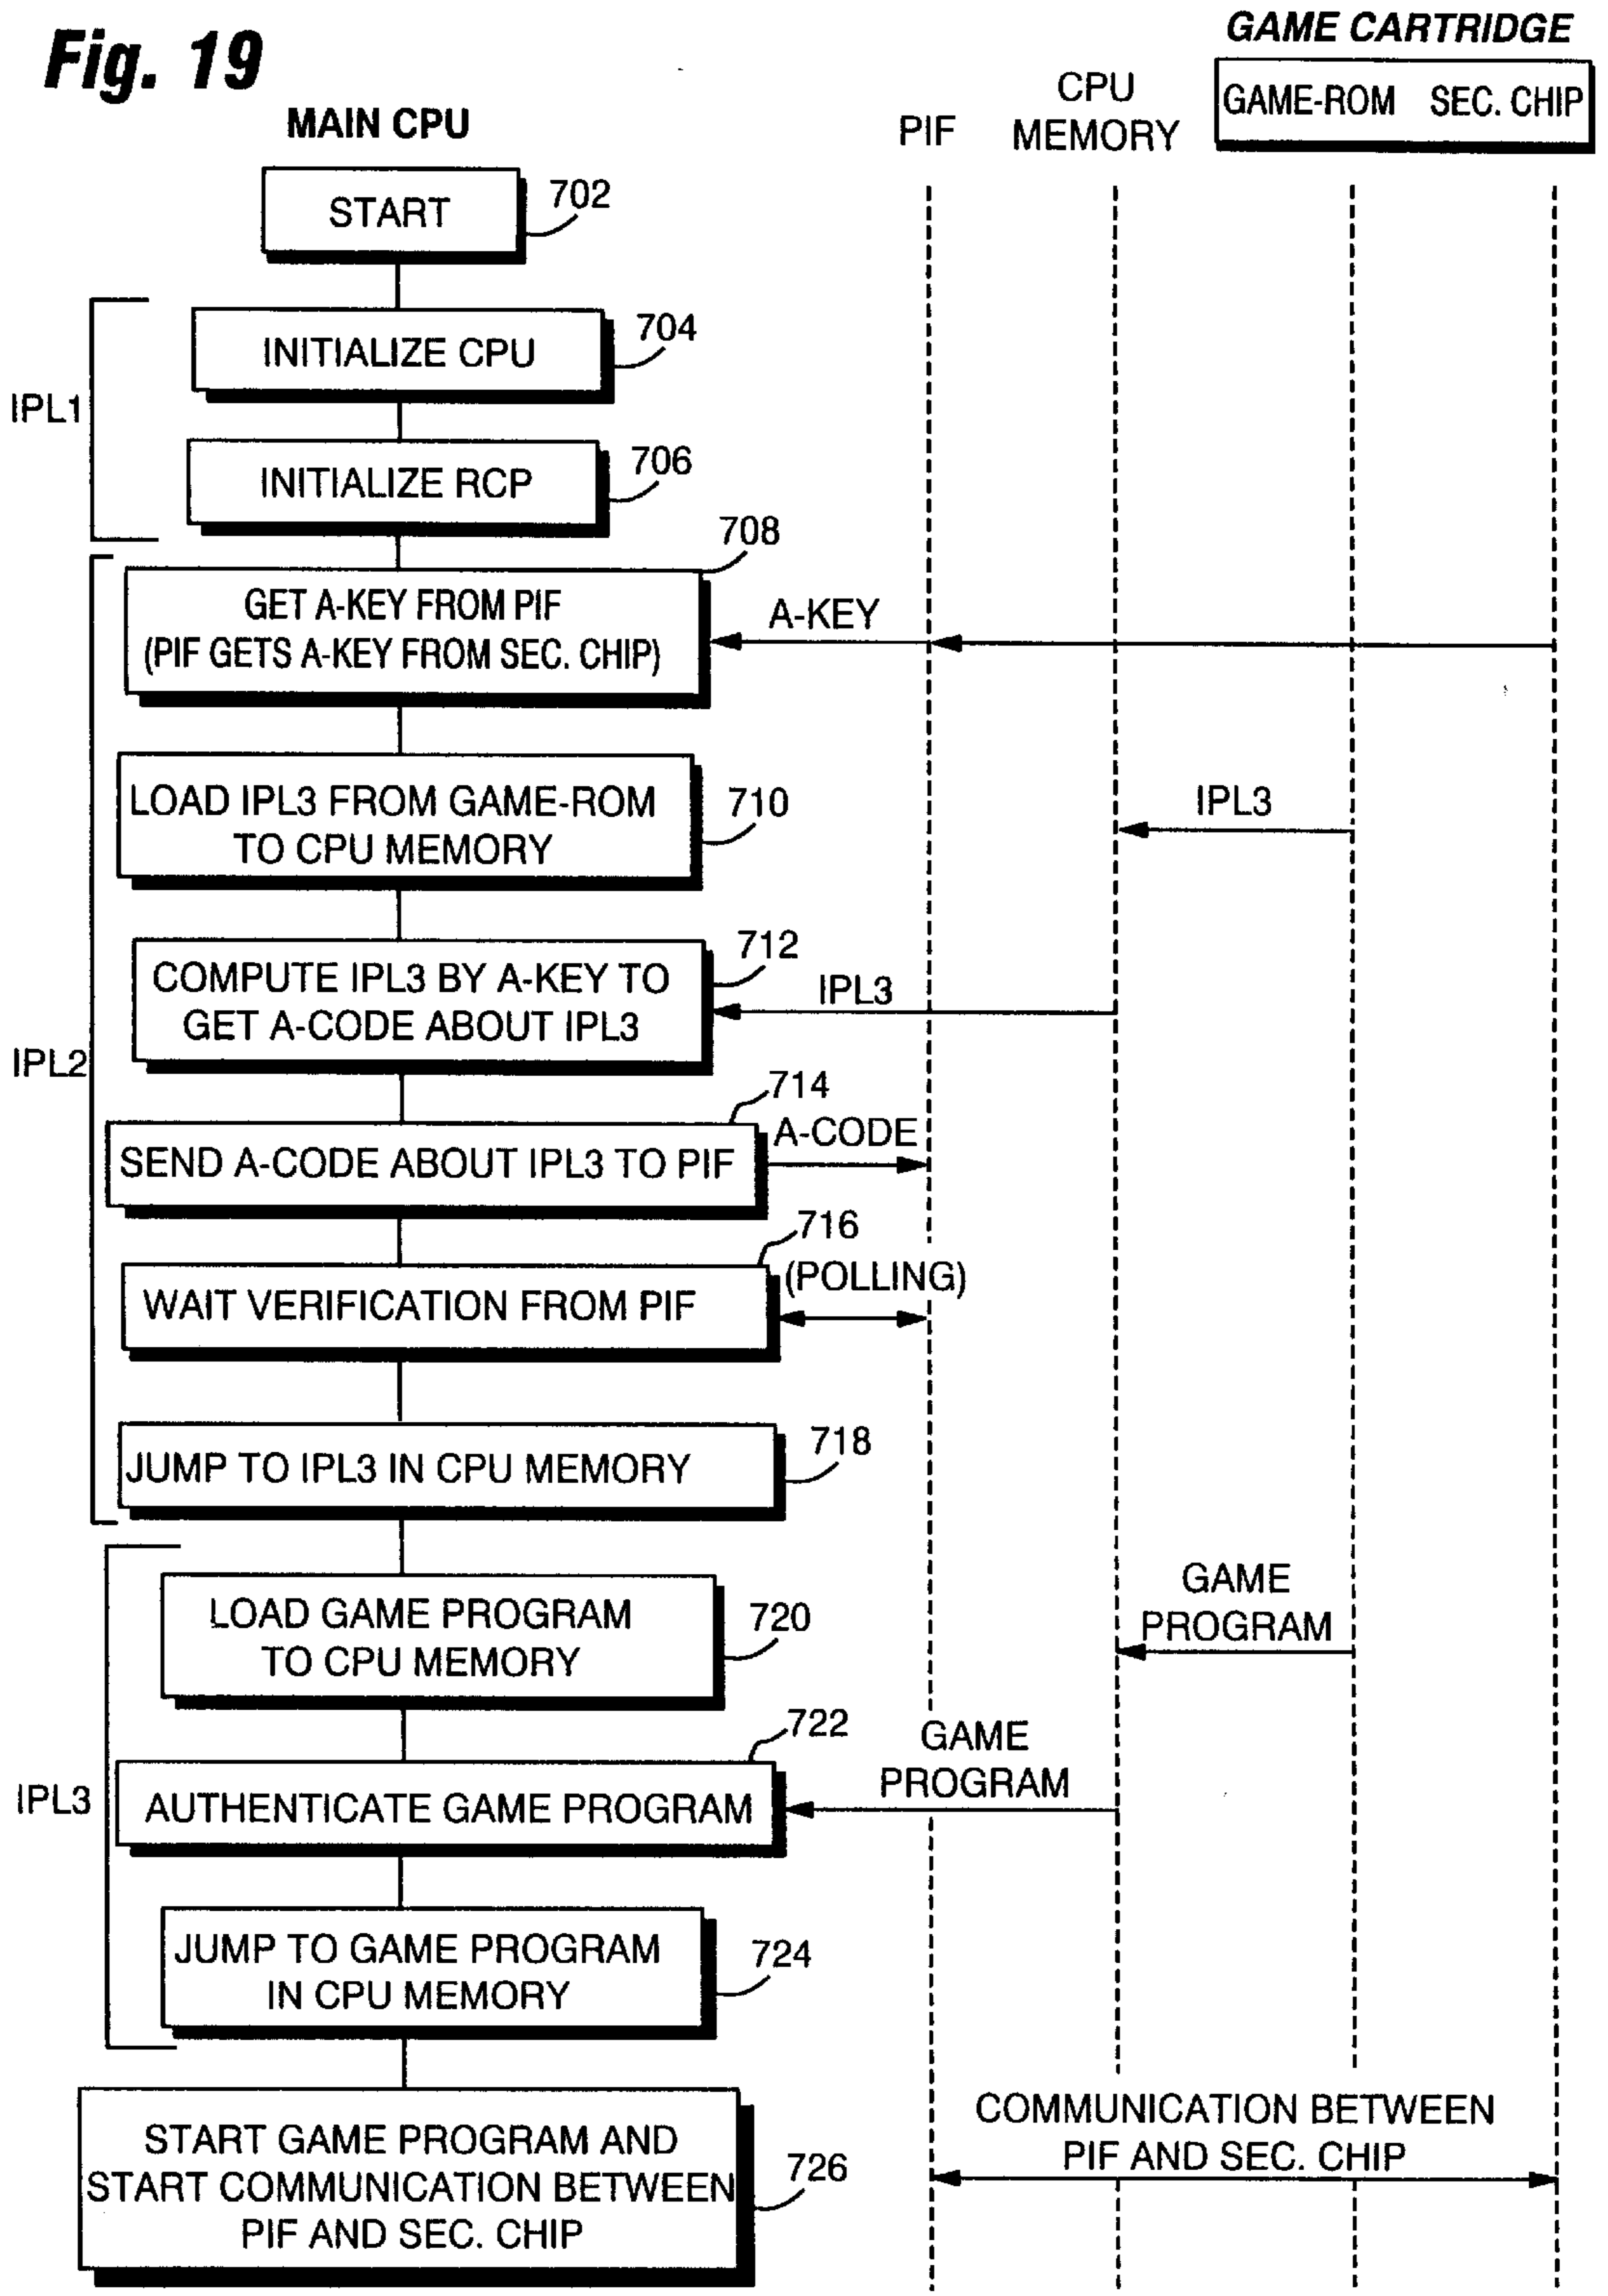 Fig. 19
GAME CARTRIDGE
GAME-ROM SEC. CHIP
CPU
MEMORY
PIF
MAIN CPU
START
702
IPL1
INITIALIZE CPU
704
INITIALIZE RCP
706
IPL2
708
GET A-KEY FROM PIF
(PIF GETS A-KEY FROM SEC. CHIP)
A-KEY
LOAD IPL3 FROM GAME-ROM
TO CPU MEMORY
710
IPL3
COMPUTE IPL3 BY A-KEY TO
GET A-CODE ABOUT IPL3
712
IPL3
714
SEND A-CODE ABOUT IPL3 TO PIF
A-CODE
716
WAIT VERIFICATION FROM PIF
(POLLING)
JUMP TO IPL3 IN CPU MEMORY
718
IPL3
LOAD GAME PROGRAM
TO CPU MEMORY
720
GAME
PROGRAM
722
AUTHENTICATE GAME PROGRAM
GAME
PROGRAM
JUMP TO GAME PROGRAM
IN CPU MEMORY
724
START GAME PROGRAM AND
START COMMUNICATION BETWEEN
PIF AND SEC. CHIP
726
COMMUNICATION BETWEEN
PIF AND SEC. CHIP